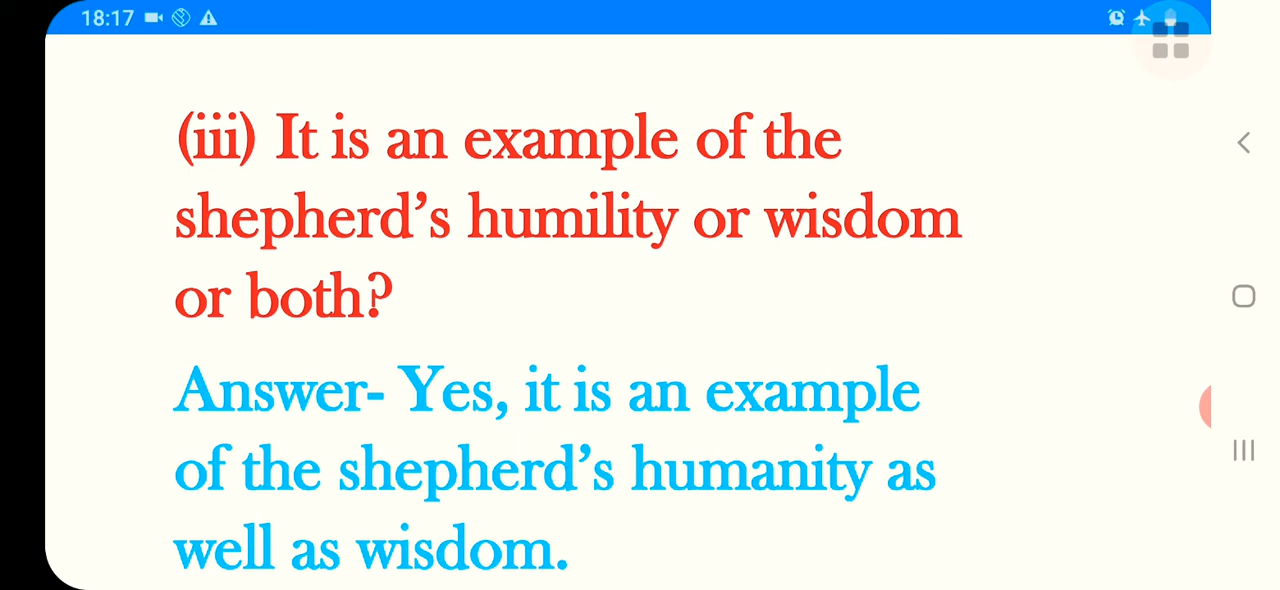 18:17
(iii) It is an example of the
shepherd’s humility or wisdom
or both?
Answer- Yes, it is an example
of the shepherd’s humanity as
well as wisdom.